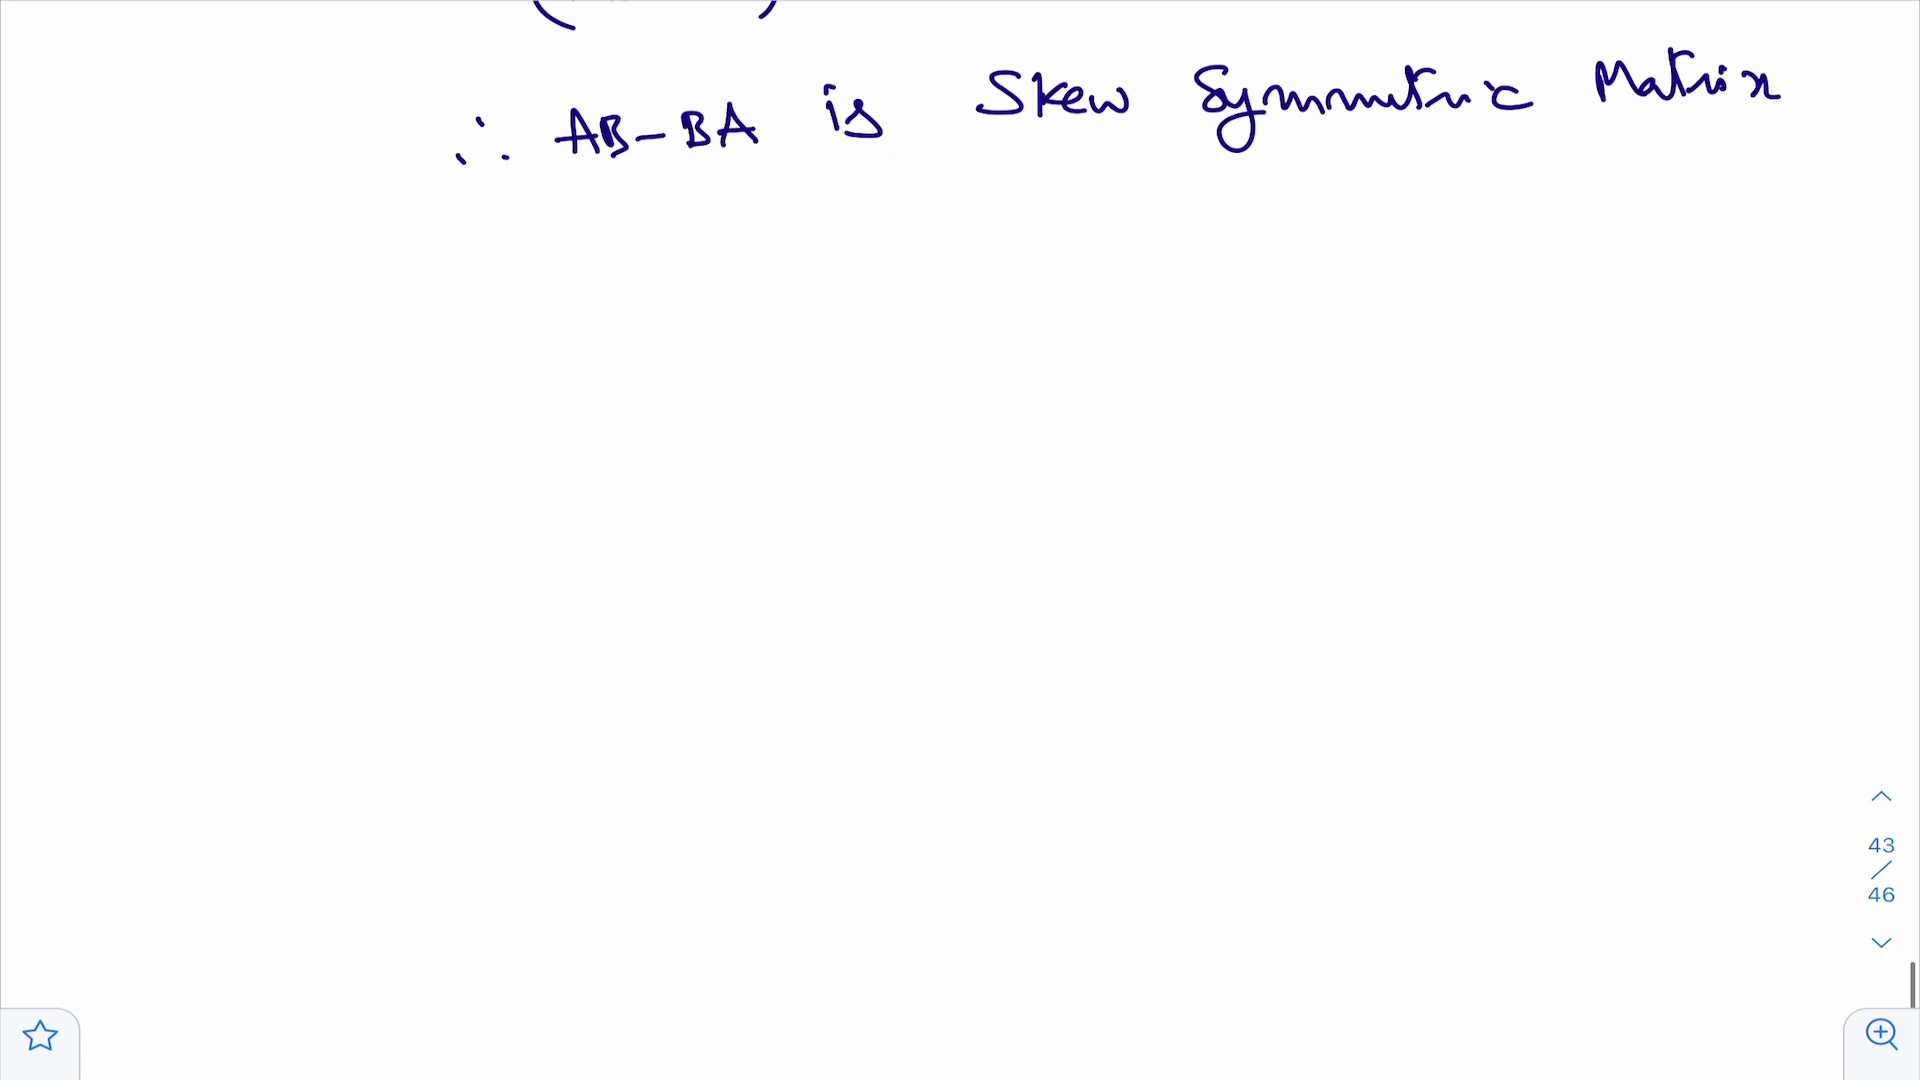 ∴ AB-BA is Skew Symmetric Matrix
43
/
46